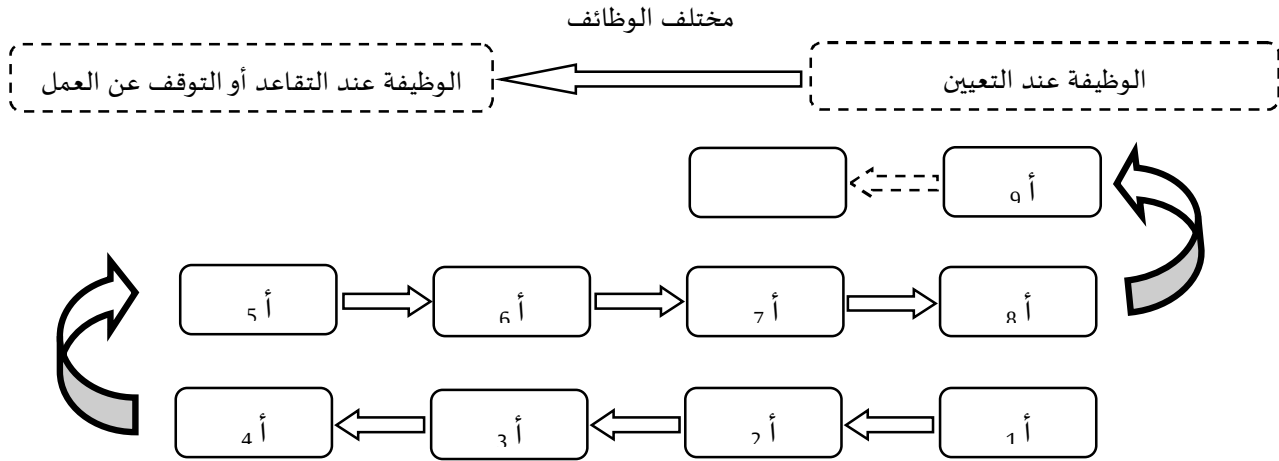 مختلف الوظائف
الوظيفة عند التعيين
الوظيفة عند التقاعد أو التوقف عن العمل
أ 9
أ 5
أ 6
أ 7
أ 8
أ 1
أ 2
أ 3
أ 4